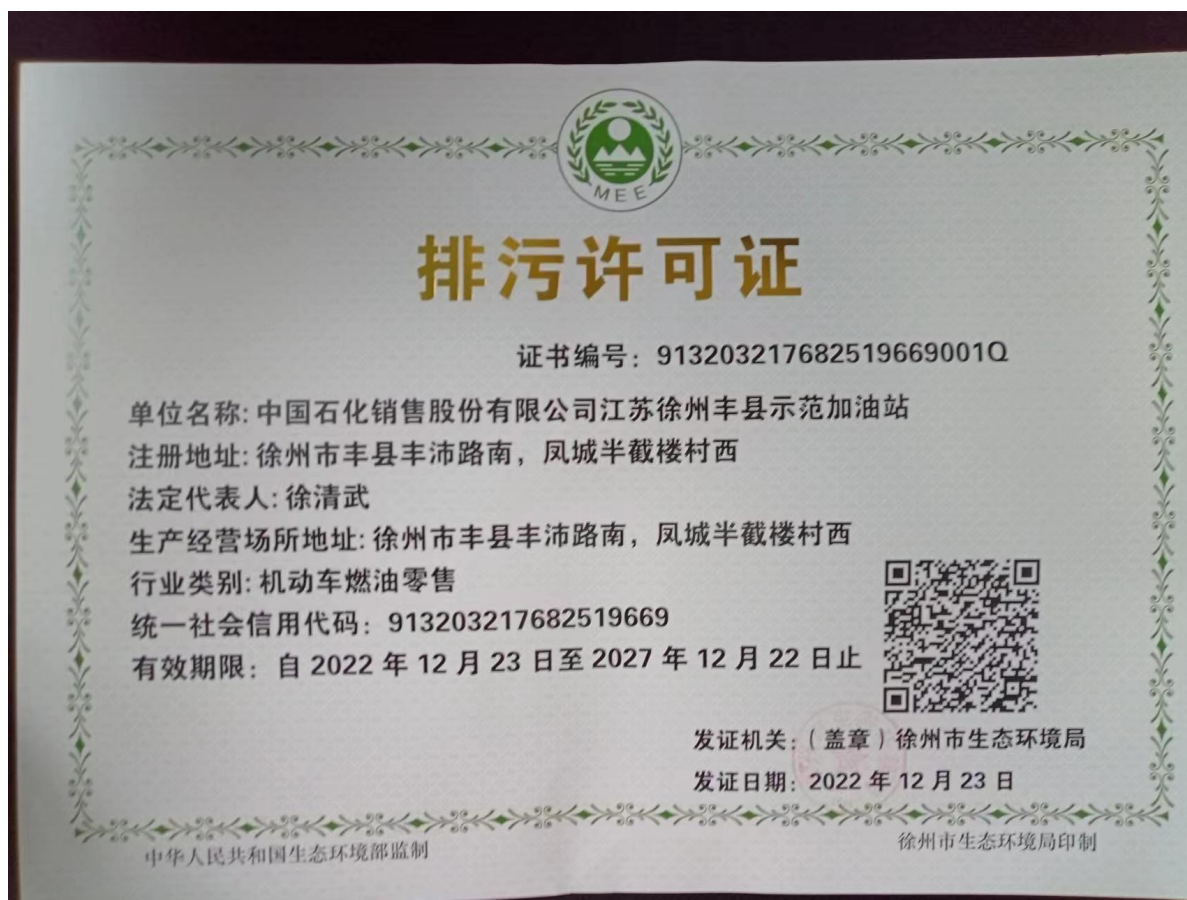 MEE
排污许可证
证书编号：913203217682519669001Q
单位名称:中国石化销售股份有限公司江苏徐州丰县示范加油站
注册地址:徐州市丰县丰沛路南，凤城半截楼村西
法定代表人:徐清武
生产经营场所地址:徐州市丰县丰沛路南，凤城半截楼村西
行业类别:机动车燃油零售
统一社会信用代码：913203217682519669
有效期限：自 2022 年 12 月 23 日至 2027 年 12 月 22 日止
发证机关：（盖章）徐州市生态环境局
发证日期：2022 年 12 月 23 日
中华人民共和国生态环境部监制
徐州市生态环境局印制